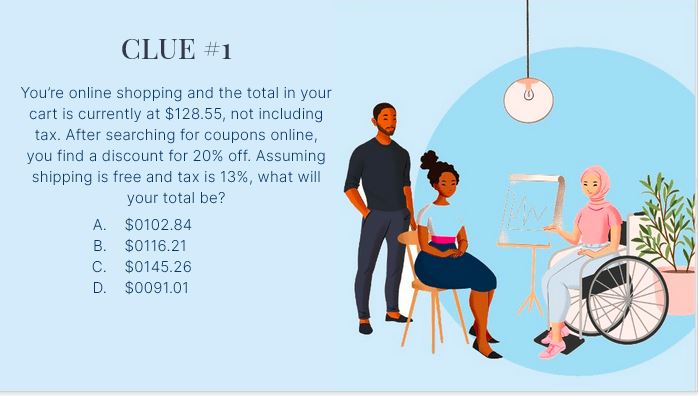 CLUE #1
You're online shopping and the total in your
cart is currently at $128.55, not including
tax. After searching for coupons online,
you find a discount for 20% off. Assuming
shipping is free and tax is 13%, what will
your total be?
A. $0102.84
B. $0116.21
C. $0145.26
D. $0091.01